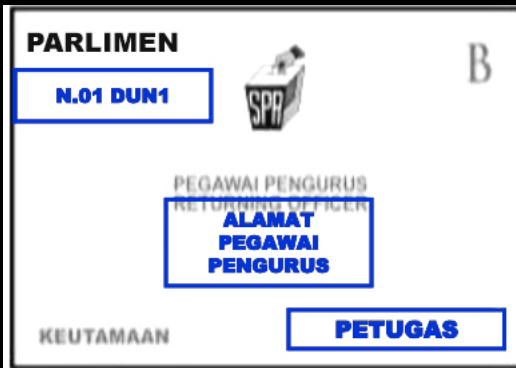 PARLIMEN
B
N.01 DUN1
SPR
PEGAWAI PENGURUS
RETURNING OFFICER
ALAMAT
PEGAWAI
PENGURUS
PETUGAS
KEUTAMAAN